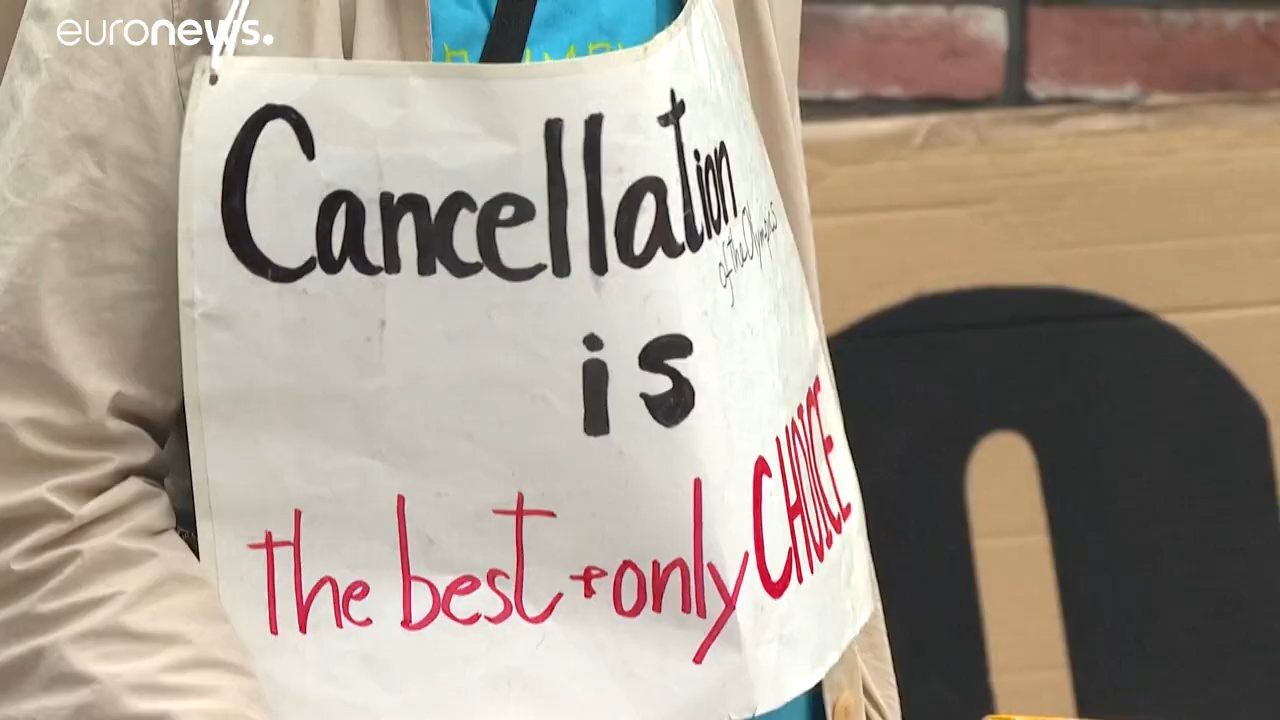 euronews.
Cancellation
of the Olympics
is
the best + only CHOICE